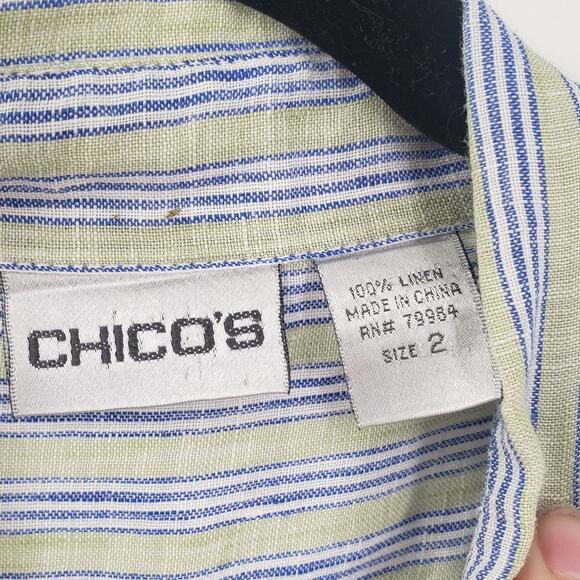 CHICO'S
100% LINEN
MADE IN CHINA
RN# 79984
SIZE 2